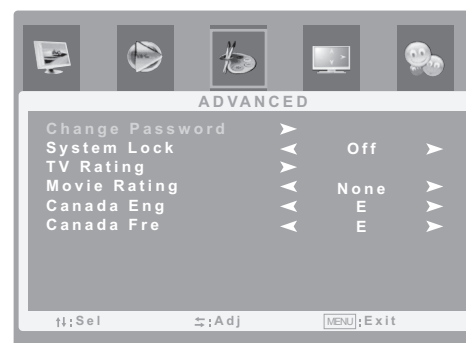 ADVANCED
Change Password
System Lock Off
TV Rating
Movie Rating None
Canada Eng E
Canada Fre E
↑↓:Sel ⇆:Adj MENU:Exit